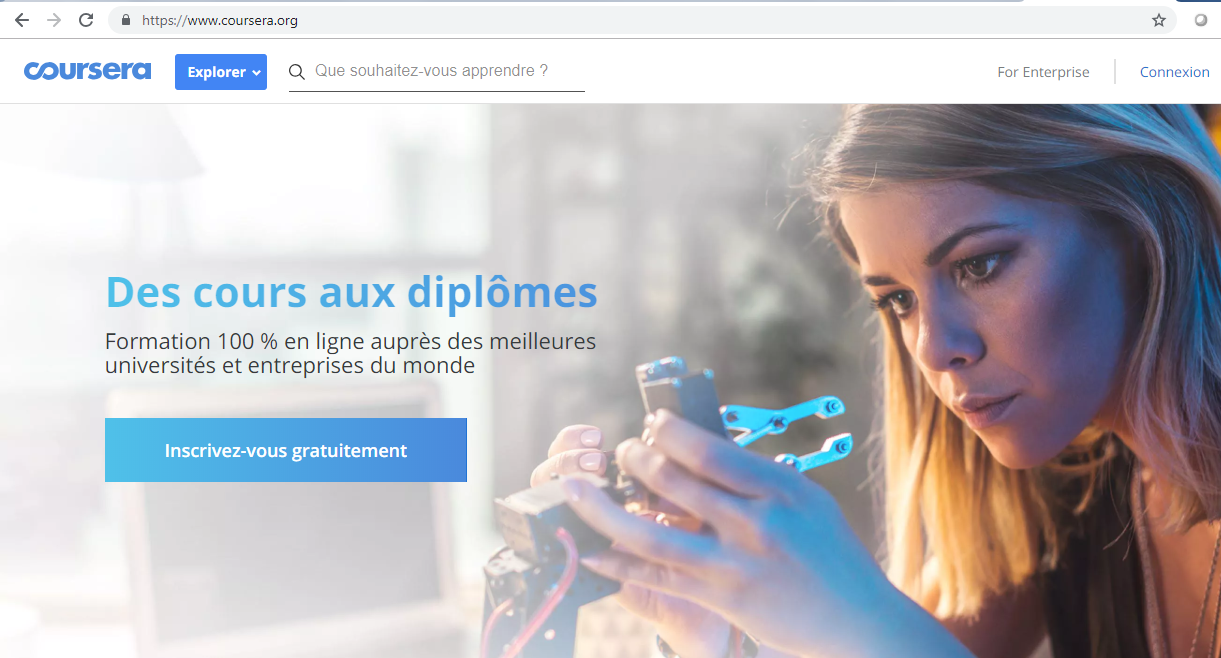 https://www.coursera.org
coursera
Explorer
Que souhaitez-vous apprendre ?
For Enterprise
Connexion
Des cours aux diplômes
Formation 100 % en ligne auprès des meilleures
universités et entreprises du monde
Inscrivez-vous gratuitement